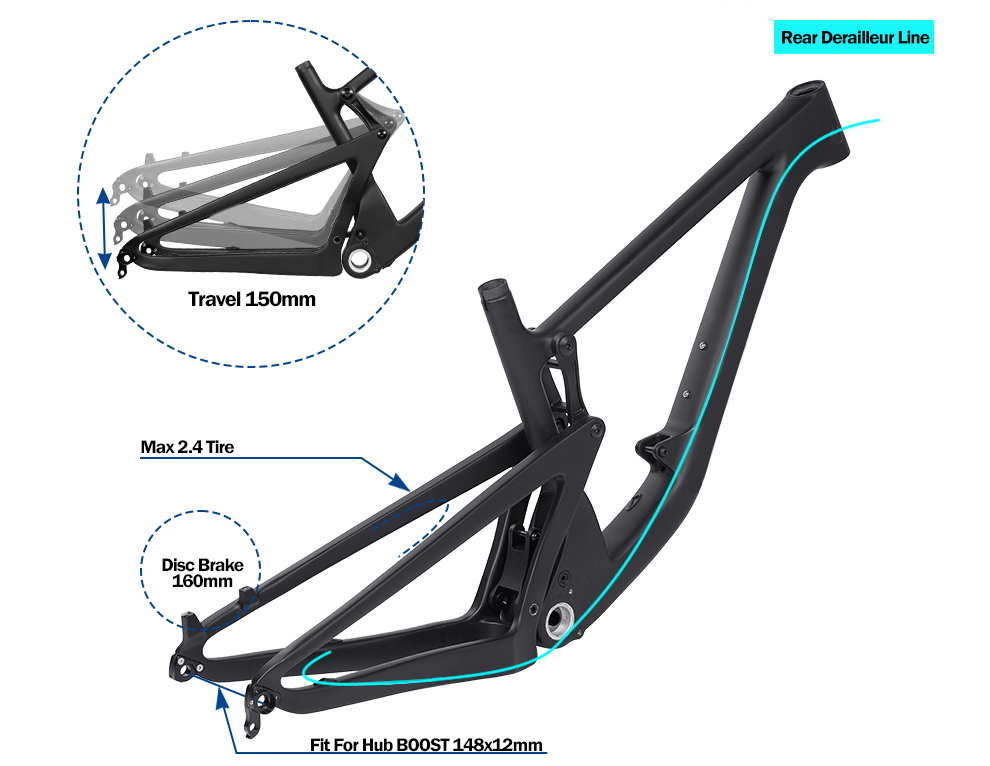 Rear Derailleur Line
Travel 150mm
Max 2.4 Tire
Disc Brake
160mm
Fit For Hub BOOST 148x12mm